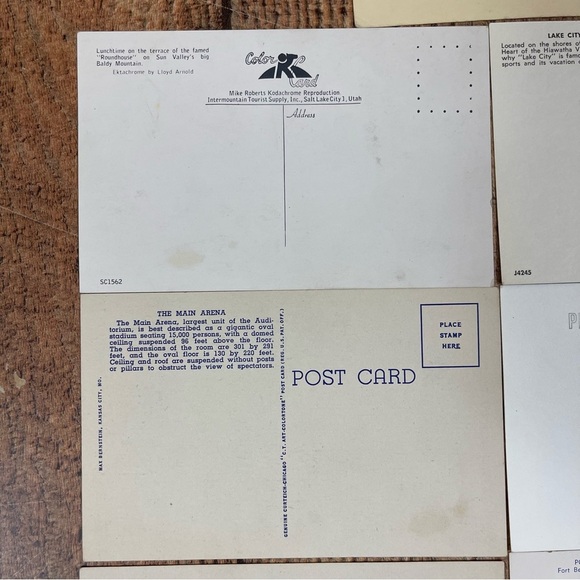 Lunchtime on the terrace of the famed
"Roundhouse" on Sun Valley's big
Baldy Mountain.
Ektachrome by Lloyd Arnold
Color
Card
Mike Roberts Kodachrome Reproduction
Intermountain Tourist Supply, Inc., Salt Lake City 1, Utah
Address
SC1562
LAKE CITY
Located on the shores
Heart of the Hiawatha
why "Lake City" is
sports and its vacation
J4245
THE MAIN ARENA
The Main Arena, largest unit of the Audi-
torium, is best described as a gigantic oval
stadium seating 15,000 persons, with a domed
ceiling suspended 96 feet above the floor.
The dimensions of the room are 301 by 291
feet, and the oval floor is 130 by 220 feet.
Ceiling and roof are suspended without posts
or pillars to obstruct the view of spectators.
MAX BERNSTEIN, KANSAS CITY, MO.
GENUINE CURTEICH-CHICAGO "C.T. ART-COLORTONE" POST CARD (REG. U.S. PAT. OFF.)
POST CARD
PLACE
STAMP
HERE
Fort